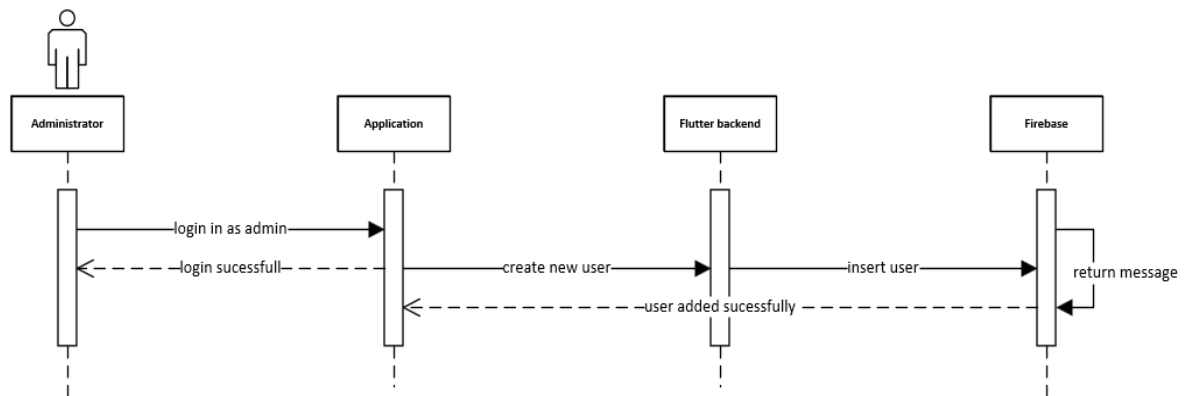 Administrator
Application
Flutter backend
Firebase
login in as admin
login sucessfull
create new user
insert user
return message
user added sucessfully